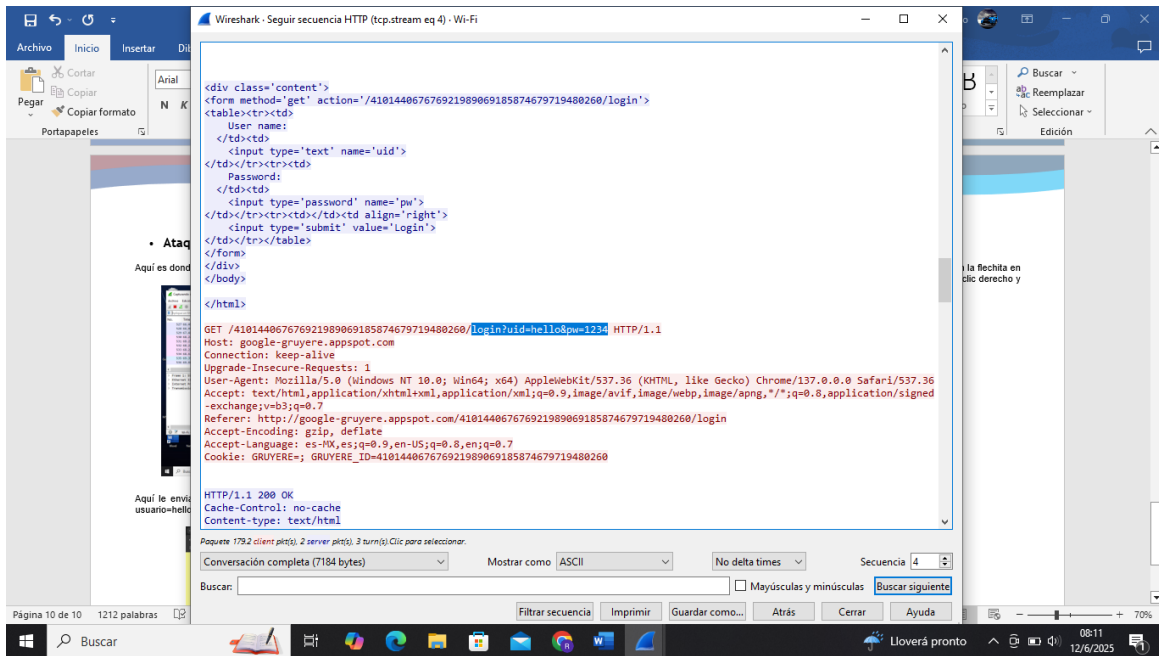 Wireshark · Seguir secuencia HTTP (tcp.stream eq 4) · Wi-Fi
Archivo
Inicio
Insertar
Cortar
Copiar
Copiar formato
Pegar
Portapapeles
Arial
N K
Buscar
Reemplazar
Seleccionar
Edición
<div class='content'>
<form method='get' action='/410144067676921989069185874679719480260/login'>
<table><tr><td>
User name:
</td><td>
<input type='text' name='uid'>
</td></tr><tr><td>
Password:
</td><td>
<input type='password' name='pw'>
</td></tr><tr><td></td><td align='right'>
<input type='submit' value='Login'>
</td></tr></table>
</form>
</div>
</body>
</html>
GET /410144067676921989069185874679719480260/login?uid=hello&pw=1234 HTTP/1.1
Host: google-gruyere.appspot.com
Connection: keep-alive
Upgrade-Insecure-Requests: 1
User-Agent: Mozilla/5.0 (Windows NT 10.0; Win64; x64) AppleWebKit/537.36 (KHTML, like Gecko) Chrome/137.0.0.0 Safari/537.36
Accept: text/html,application/xhtml+xml,application/xml;q=0.9,image/avif,image/webp,image/apng,*/*;q=0.8,application/signed
-exchange;v=b3;q=0.7
Referer: http://google-gruyere.appspot.com/410144067676921989069185874679719480260/login
Accept-Encoding: gzip, deflate
Accept-Language: es-MX,es;q=0.9,en-US;q=0.8,en;q=0.7
Cookie: GRUYERE=; GRUYERE_ID=410144067676921989069185874679719480260
HTTP/1.1 200 OK
Cache-Control: no-cache
Content-type: text/html
Aquí es
la flechita en
clic derecho y
Aquí le
Paquete 179.2 client pkt(s), 2 server pkt(s), 3 turn(s).Clic para seleccionar.
Conversación completa (7184 bytes)
Mostrar como ASCII
No delta times
Secuencia 4
Buscar:
Mayúsculas y minúsculas
Buscar siguiente
Filtrar secuencia
Imprimir
Guardar como...
Atrás
Cerrar
Ayuda
Página 10 de 10 1212 palabras
70%
Buscar
Lloverá pronto
08:11
12/6/2025
1